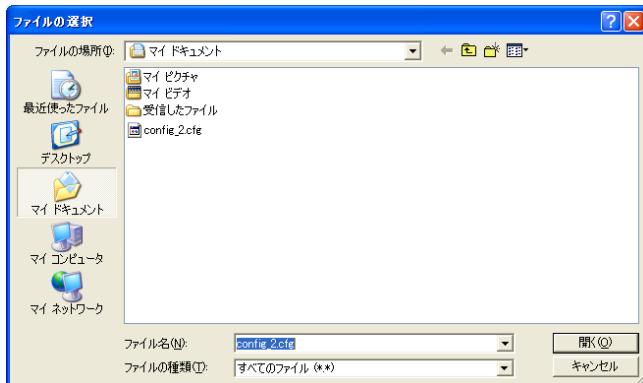 ファイルの選択
ファイルの場所(I):
マイ ドキュメント
最近使ったファイル
デスクトップ
マイ ドキュメント
マイ コンピュータ
マイ ネットワーク
マイ ピクチャ
マイ ビデオ
受信したファイル
config_2.cfg
ファイル名(N):
config_2.cfg
開く(O)
ファイルの種類(T):
すべてのファイル (*.*)
キャンセル